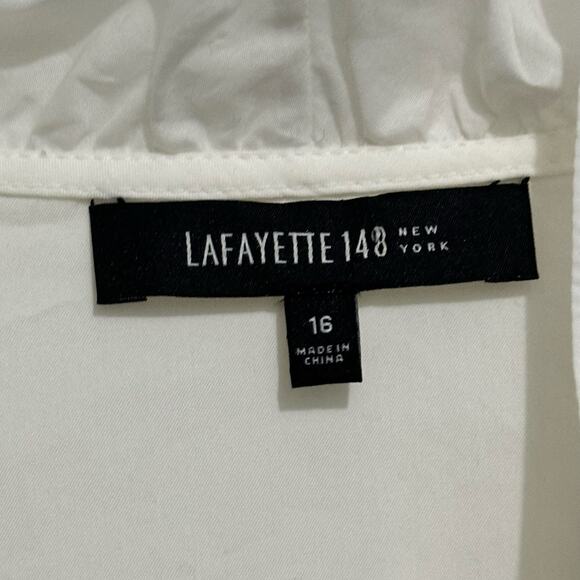 LAFAYETTE 148 NEW YORK
16
MADE IN
CHINA